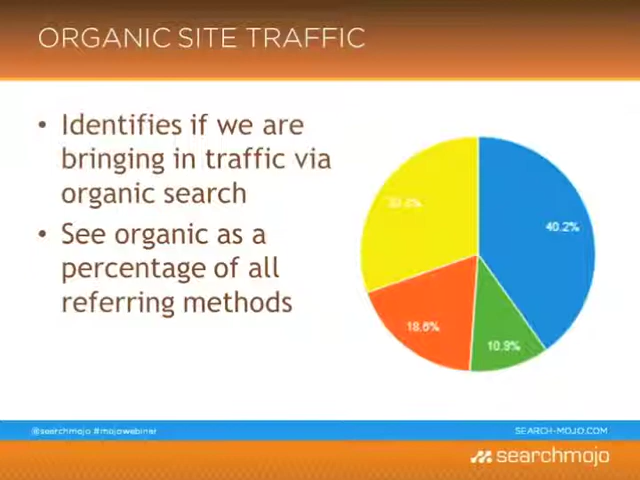 ORGANIC SITE TRAFFIC
• Identifies if we are
bringing in traffic via
organic search
• See organic as a
percentage of all
referring methods
40.2%
18.6%
10.9%
@searchmojo #mojowebinar
SEARCH-MOJO.COM
searchmojo